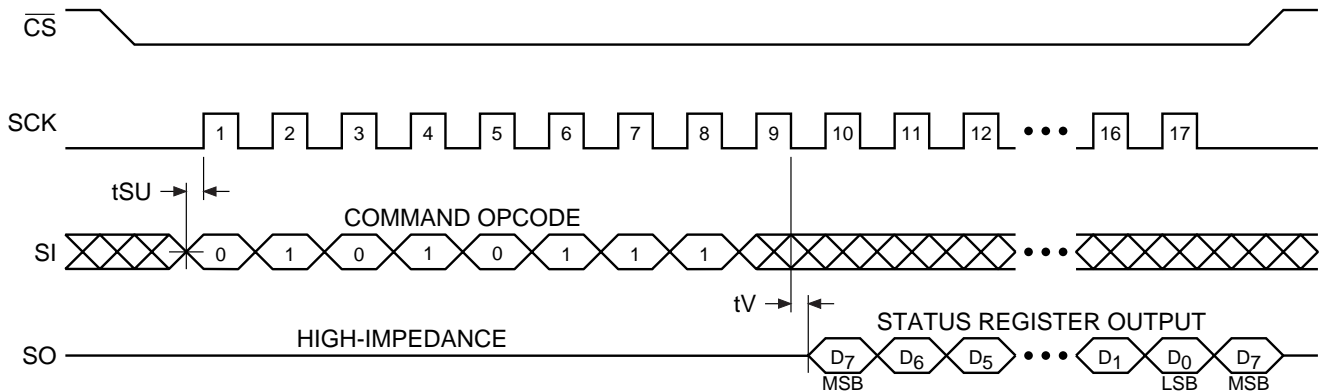 CS
SCK
1 2 3 4 5 6 7 8 9 10 11 12 ••• 16 17
tSU
COMMAND OPCODE
SI
0 1 0 1 0 1 1 1 •••
tV
HIGH-IMPEDANCE
STATUS REGISTER OUTPUT
SO
D7 D6 D5 ••• D1 D0 D7
MSB LSB MSB